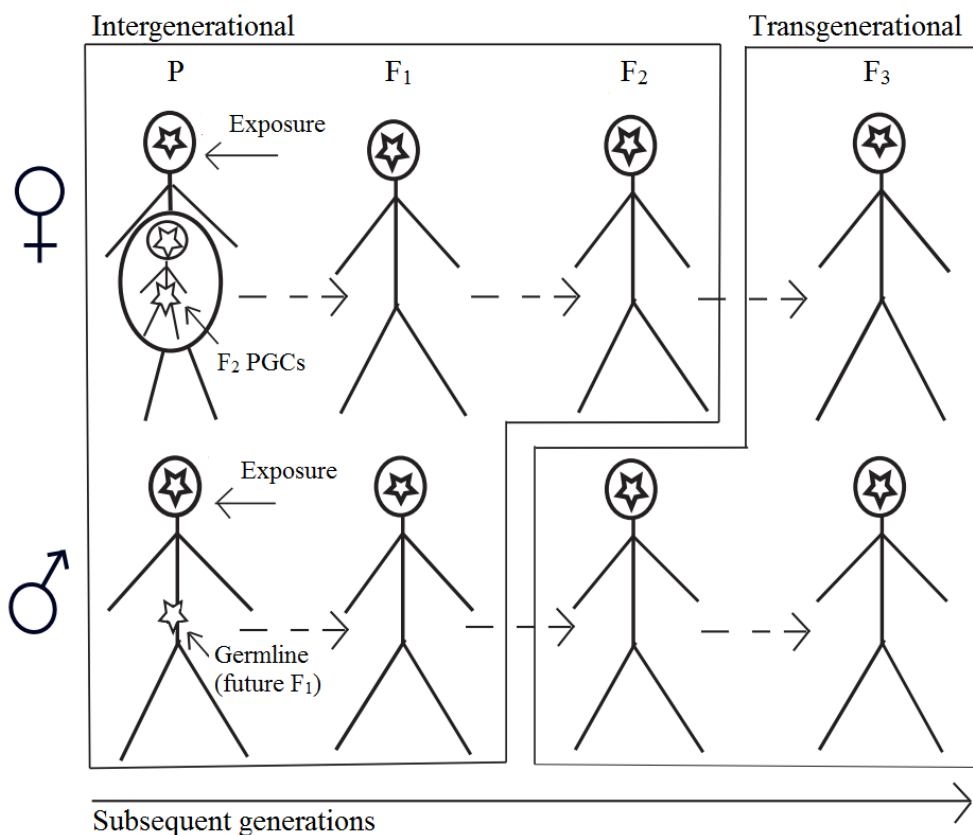 Intergenerational
Transgenerational
P
F₁
F₂
F₃
Exposure
F₂ PGCs
Exposure
Germline
(future F₁)
Subsequent generations